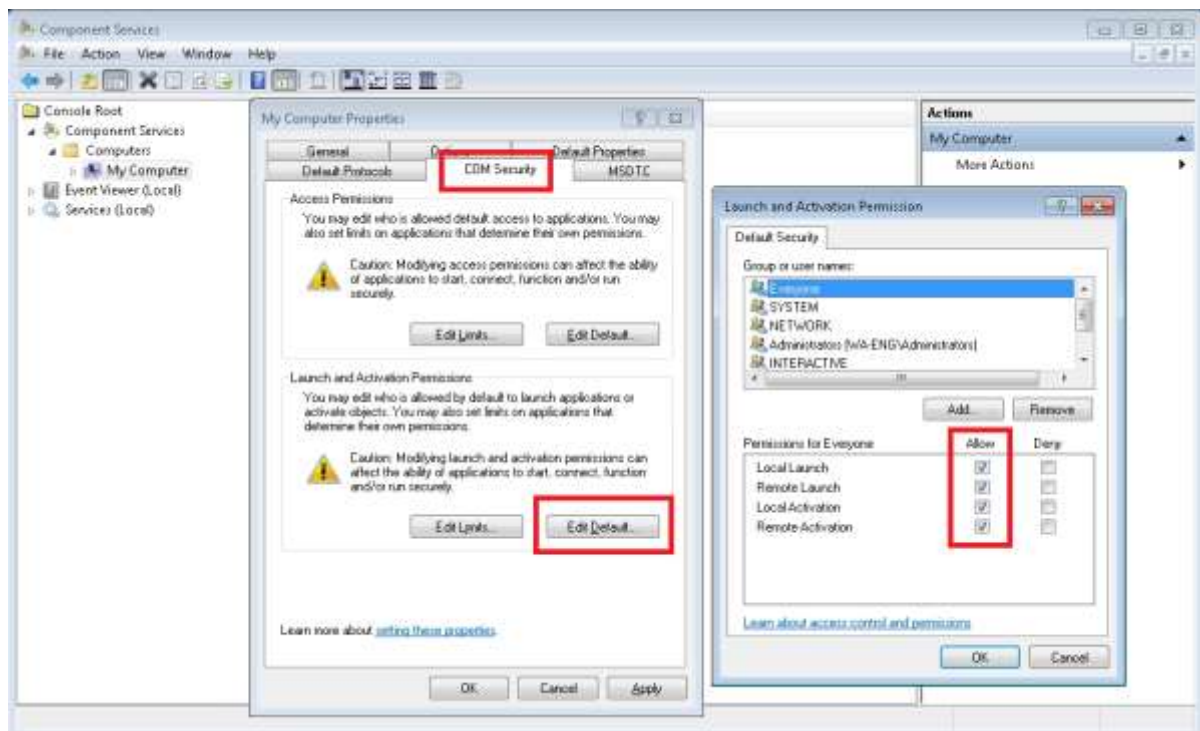 Component Services
File Action View Window Help
Console Root
Component Services
Computers
My Computer
Event Viewer (Local)
Services (Local)
My Computer Properties
General Default Properties
Default Protocols COM Security MSDTC
Access Permissions
You may edit who is allowed default access to applications. You may
also set limits on applications that determine their own permissions.
Caution: Modifying access permissions can affect the ability
of applications to start, connect, function and/or run
securely.
Edit Limits... Edit Default...
Launch and Activation Permissions
You may edit who is allowed by default to launch applications or
activate objects. You may also set limits on applications that
determine their own permissions.
Caution: Modifying launch and activation permissions can
affect the ability of applications to start, connect, function
and/or run securely.
Edit Limits... Edit Default...
Learn more about setting these properties.
OK Cancel Apply
Actions
My Computer
More Actions
Launch and Activation Permission
Default Security
Group or user names:
Everyone
SYSTEM
NETWORK
Administrators (WA-ENG\Administrators)
INTERACTIVE
Add... Remove
Permissions for Everyone Allow Deny
Local Launch
Remote Launch
Local Activation
Remote Activation
Learn about access control and permissions
OK Cancel